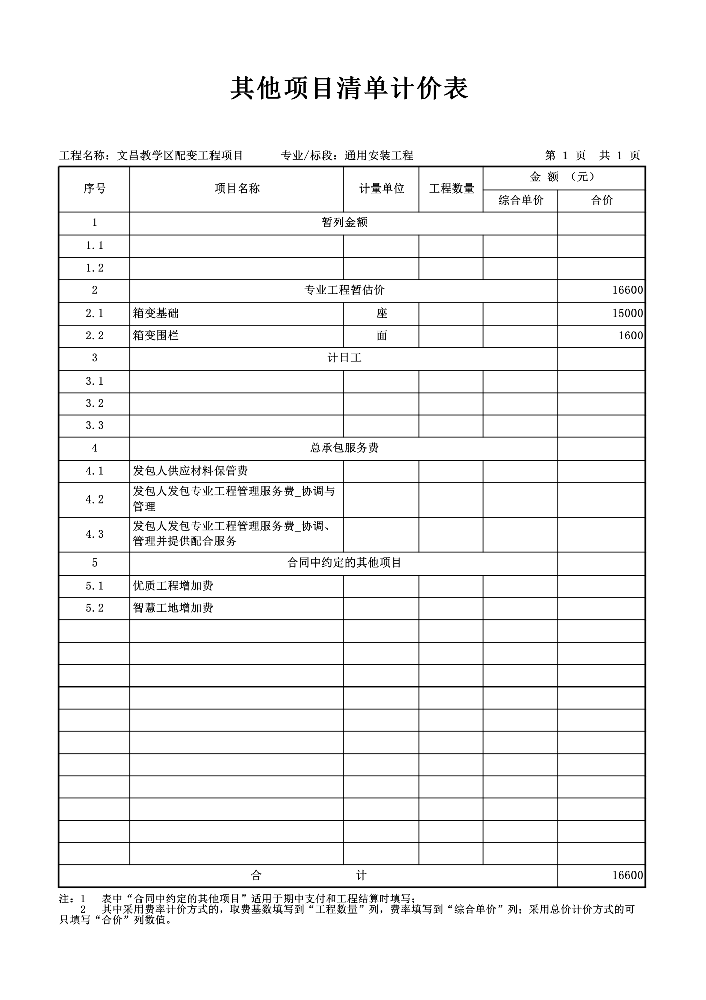 其他项目清单计价表
工程名称：文昌教学区配变工程项目 专业/标段：通用安装工程 第 1 页 共 1 页
序号 项目名称 计量单位 工程数量 金 额 （元）
综合单价 合价
1 暂列金额
1.1
1.2
2 专业工程暂估价 16600
2.1 箱变基础 座 15000
2.2 箱变围栏 面 1600
3 计日工
3.1
3.2
3.3
4 总承包服务费
4.1 发包人供应材料保管费
4.2 发包人发包专业工程管理服务费_协调与
管理
4.3 发包人发包专业工程管理服务费_协调、
管理并提供配合服务
5 合同中约定的其他项目
5.1 优质工程增加费
5.2 智慧工地增加费
合 计 16600
注：1 表中“合同中约定的其他项目”适用于期中支付和工程结算时填写；
2 其中采用费率计价方式的，取费基数填写到“工程数量”列，费率填写到“综合单价”列；采用总价计价方式的可
只填写“合价”列数值。